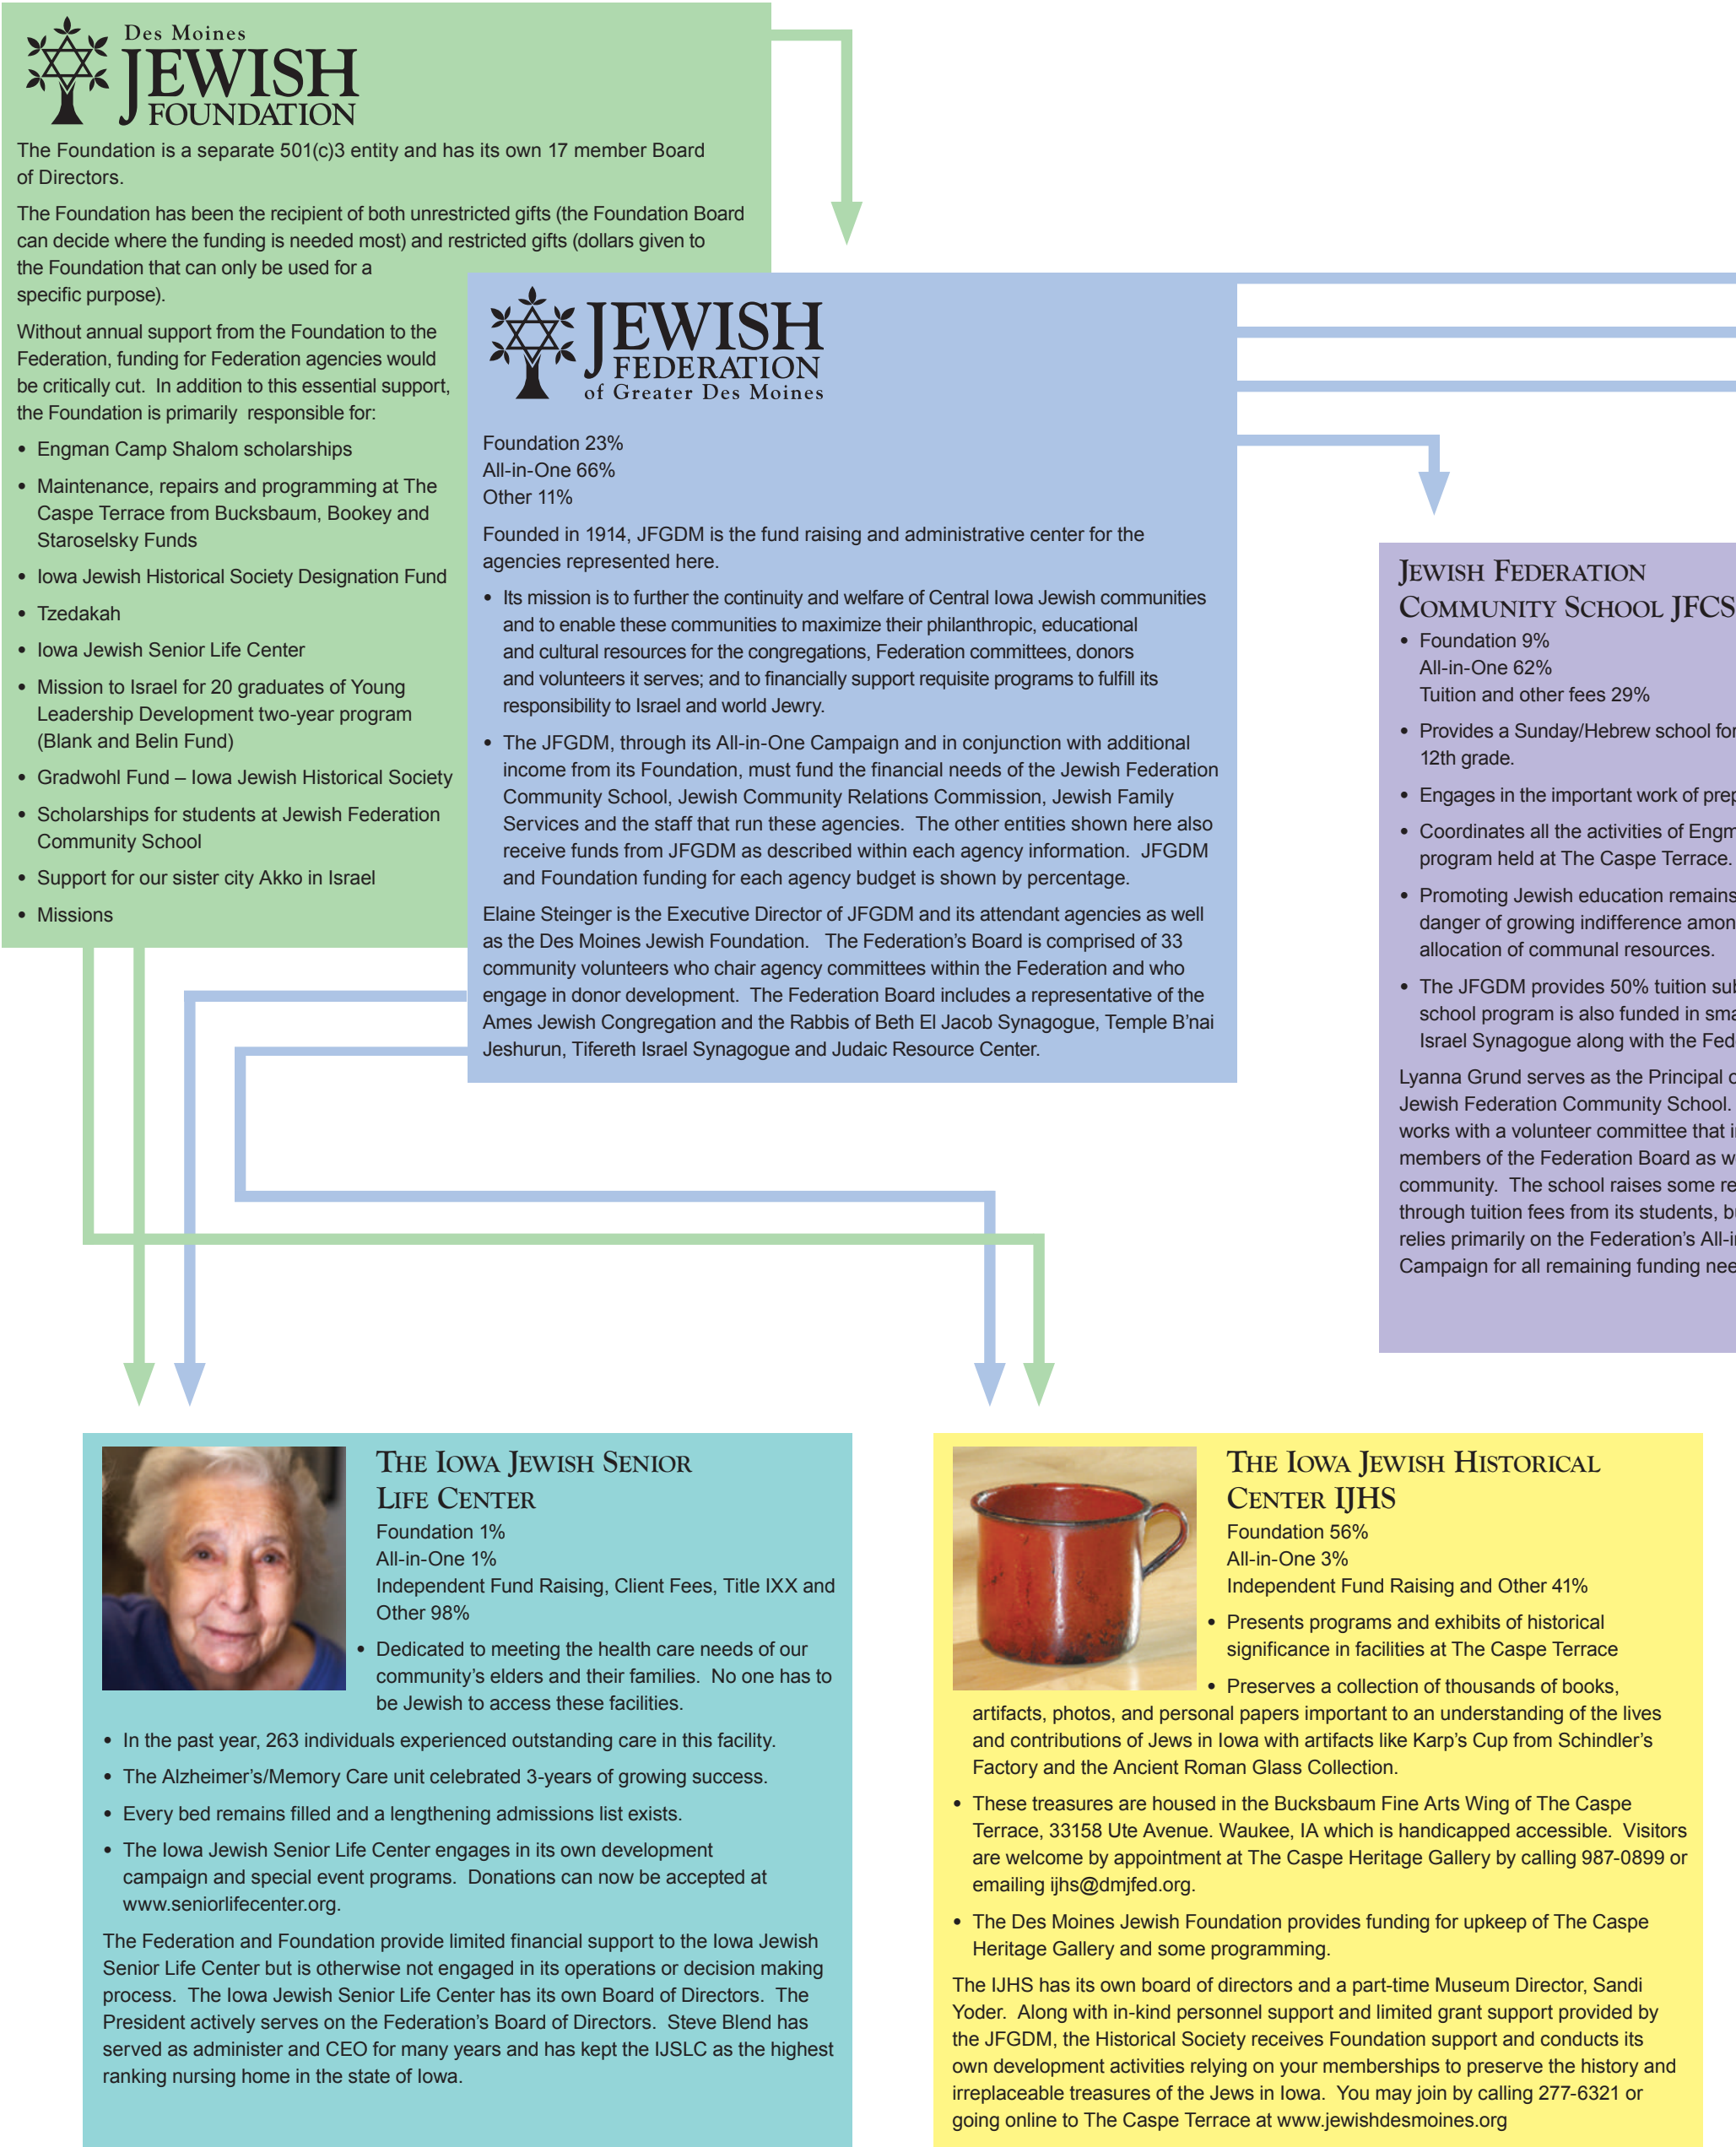 Des Moines
JEWISH
FOUNDATION
The Foundation is a separate 501(c)3 entity and has its own 17 member Board
of Directors.
The Foundation has been the recipient of both unrestricted gifts (the Foundation Board
can decide where the funding is needed most) and restricted gifts (dollars given to
the Foundation that can only be used for a
specific purpose).
Without annual support from the Foundation to the
Federation, funding for Federation agencies would
be critically cut. In addition to this essential support,
the Foundation is primarily responsible for:
• Engman Camp Shalom scholarships
• Maintenance, repairs and programming at The
Caspe Terrace from Bucksbaum, Bookey and
Staroselsky Funds
• Iowa Jewish Historical Society Designation Fund
• Tzedakah
• Iowa Jewish Senior Life Center
• Mission to Israel for 20 graduates of Young
Leadership Development two-year program
(Blank and Belin Fund)
• Gradwohl Fund – Iowa Jewish Historical Society
• Scholarships for students at Jewish Federation
Community School
• Support for our sister city Akko in Israel
• Missions
JEWISH
FEDERATION
of Greater Des Moines
Foundation 23%
All-in-One 66%
Other 11%
Founded in 1914, JFGDM is the fund raising and administrative center for the
agencies represented here.
• Its mission is to further the continuity and welfare of Central Iowa Jewish communities
and to enable these communities to maximize their philanthropic, educational
and cultural resources for the congregations, Federation committees, donors
and volunteers it serves; and to financially support requisite programs to fulfill its
responsibility to Israel and world Jewry.
• The JFGDM, through its All-in-One Campaign and in conjunction with additional
income from its Foundation, must fund the financial needs of the Jewish Federation
Community School, Jewish Community Relations Commission, Jewish Family
Services and the staff that run these agencies. The other entities shown here also
receive funds from JFGDM as described within each agency information. JFGDM
and Foundation funding for each agency budget is shown by percentage.
Elaine Steinger is the Executive Director of JFGDM and its attendant agencies as well
as the Des Moines Jewish Foundation. The Federation's Board is comprised of 33
community volunteers who chair agency committees within the Federation and who
engage in donor development. The Federation Board includes a representative of the
Ames Jewish Congregation and the Rabbis of Beth El Jacob Synagogue, Temple B'nai
Jeshurun, Tifereth Israel Synagogue and Judaic Resource Center.
JEWISH FEDERATION
COMMUNITY SCHOOL JFCS
• Foundation 9%
All-in-One 62%
Tuition and other fees 29%
• Provides a Sunday/Hebrew school for
12th grade.
• Engages in the important work of
• Coordinates all the activities of
program held at The Caspe Terrace.
• Promoting Jewish education remains
danger of growing indifference
allocation of communal resources.
• The JFGDM provides 50% tuition
school program is also funded in
Israel Synagogue along with the
Lyanna Grund serves as the Principal
Jewish Federation Community School.
works with a volunteer committee that
members of the Federation Board as
community. The school raises some
through tuition fees from its students,
relies primarily on the Federation's
Campaign for all remaining funding
THE IOWA JEWISH SENIOR
LIFE CENTER
Foundation 1%
All-in-One 1%
Independent Fund Raising, Client Fees, Title IXX and
Other 98%
• Dedicated to meeting the health care needs of our
community's elders and their families. No one has to
be Jewish to access these facilities.
• In the past year, 263 individuals experienced outstanding care in this facility.
• The Alzheimer's/Memory Care unit celebrated 3-years of growing success.
• Every bed remains filled and a lengthening admissions list exists.
• The Iowa Jewish Senior Life Center engages in its own development
campaign and special event programs. Donations can now be accepted at
www.seniorlifecenter.org.
The Federation and Foundation provide limited financial support to the Iowa Jewish
Senior Life Center but is otherwise not engaged in its operations or decision making
process. The Iowa Jewish Senior Life Center has its own Board of Directors. The
President actively serves on the Federation's Board of Directors. Steve Blend has
served as administer and CEO for many years and has kept the IJSLC as the highest
ranking nursing home in the state of Iowa.
THE IOWA JEWISH HISTORICAL
CENTER IJHS
Foundation 56%
All-in-One 3%
Independent Fund Raising and Other 41%
• Presents programs and exhibits of historical
significance in facilities at The Caspe Terrace
• Preserves a collection of thousands of books,
artifacts, photos, and personal papers important to an understanding of the lives
and contributions of Jews in Iowa with artifacts like Karp's Cup from Schindler's
Factory and the Ancient Roman Glass Collection.
• These treasures are housed in the Bucksbaum Fine Arts Wing of The Caspe
Terrace, 33158 Ute Avenue. Waukee, IA which is handicapped accessible. Visitors
are welcome by appointment at The Caspe Heritage Gallery by calling 987-0899 or
emailing ijhs@dmjfed.org.
• The Des Moines Jewish Foundation provides funding for upkeep of The Caspe
Heritage Gallery and some programming.
The IJHS has its own board of directors and a part-time Museum Director, Sandi
Yoder. Along with in-kind personnel support and limited grant support provided by
the JFGDM, the Historical Society receives Foundation support and conducts its
own development activities relying on your memberships to preserve the history and
irreplaceable treasures of the Jews in Iowa. You may join by calling 277-6321 or
going online to The Caspe Terrace at www.jewishdesmoines.org